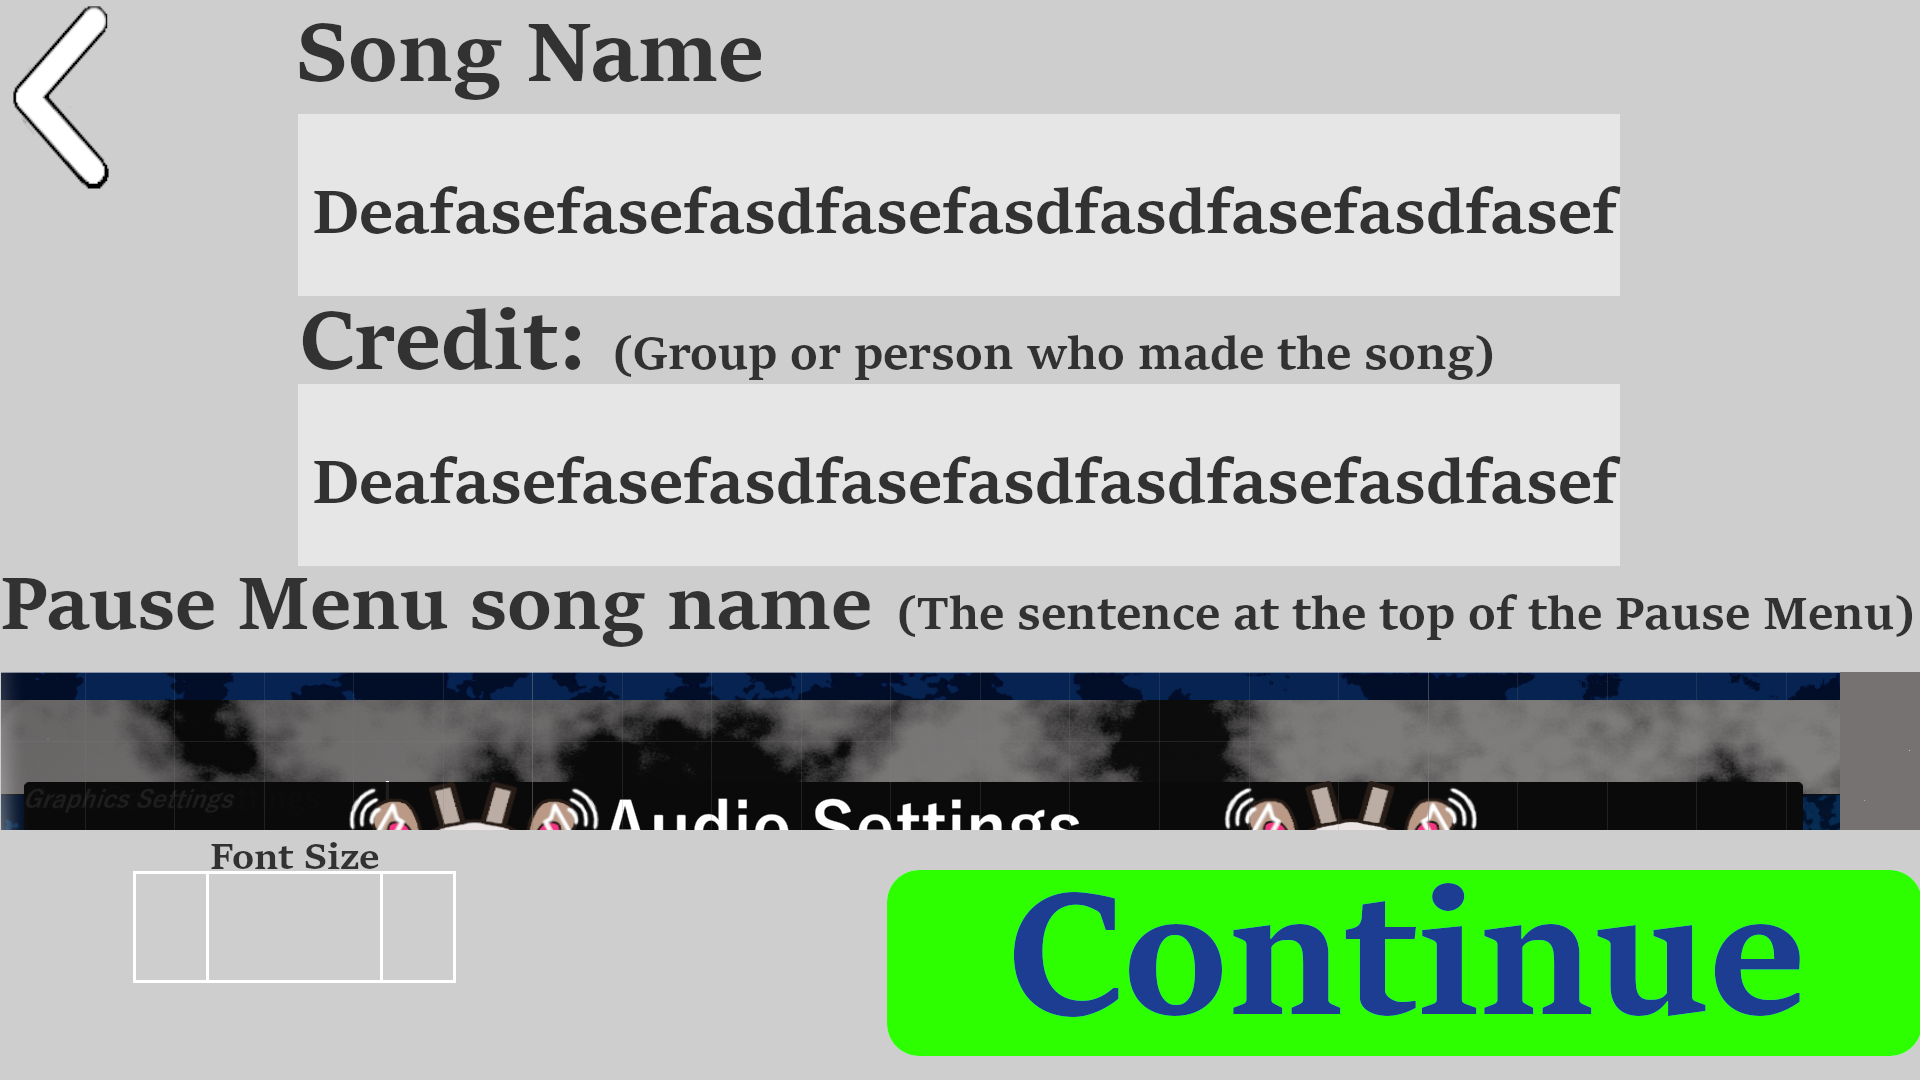 Song Name
Deafasefasefasdfasefasdfasdfasefasdfasef
Credit: (Group or person who made the song)
Deafasefasefasdfasefasdfasdfasefasdfasef
Pause Menu song name (The sentence at the top of the Pause Menu)
Graphics Settings
Audio Settings
Font Size
Continue